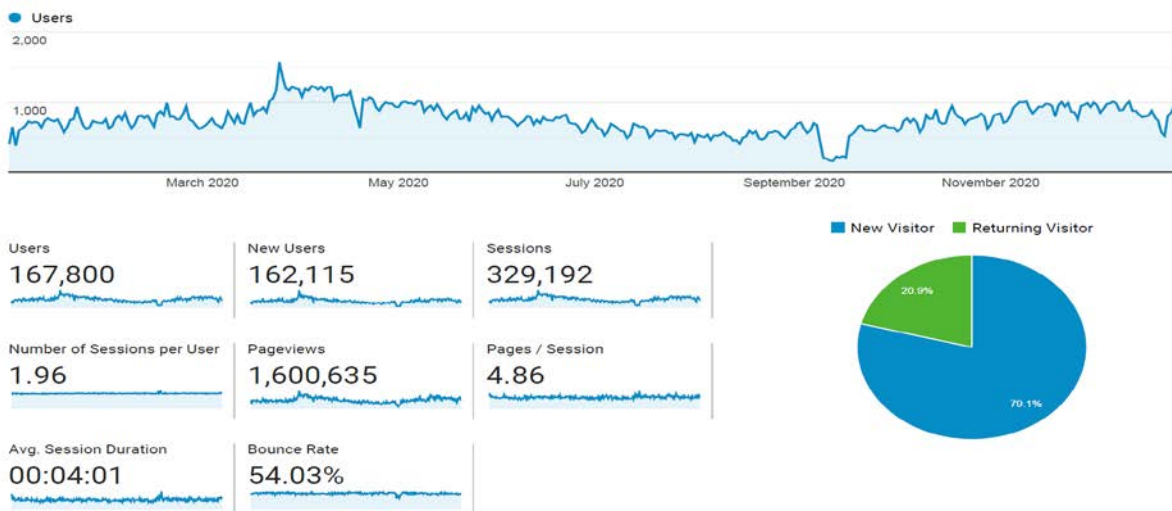 Users
2,000
1,000
March 2020
May 2020
July 2020
September 2020
November 2020
Users
167,800
New Users
162,115
Sessions
329,192
Number of Sessions per User
1.96
Pageviews
1,600,635
Pages / Session
4.86
Avg. Session Duration
00:04:01
Bounce Rate
54.03%
New Visitor
Returning Visitor
20.9%
79.1%